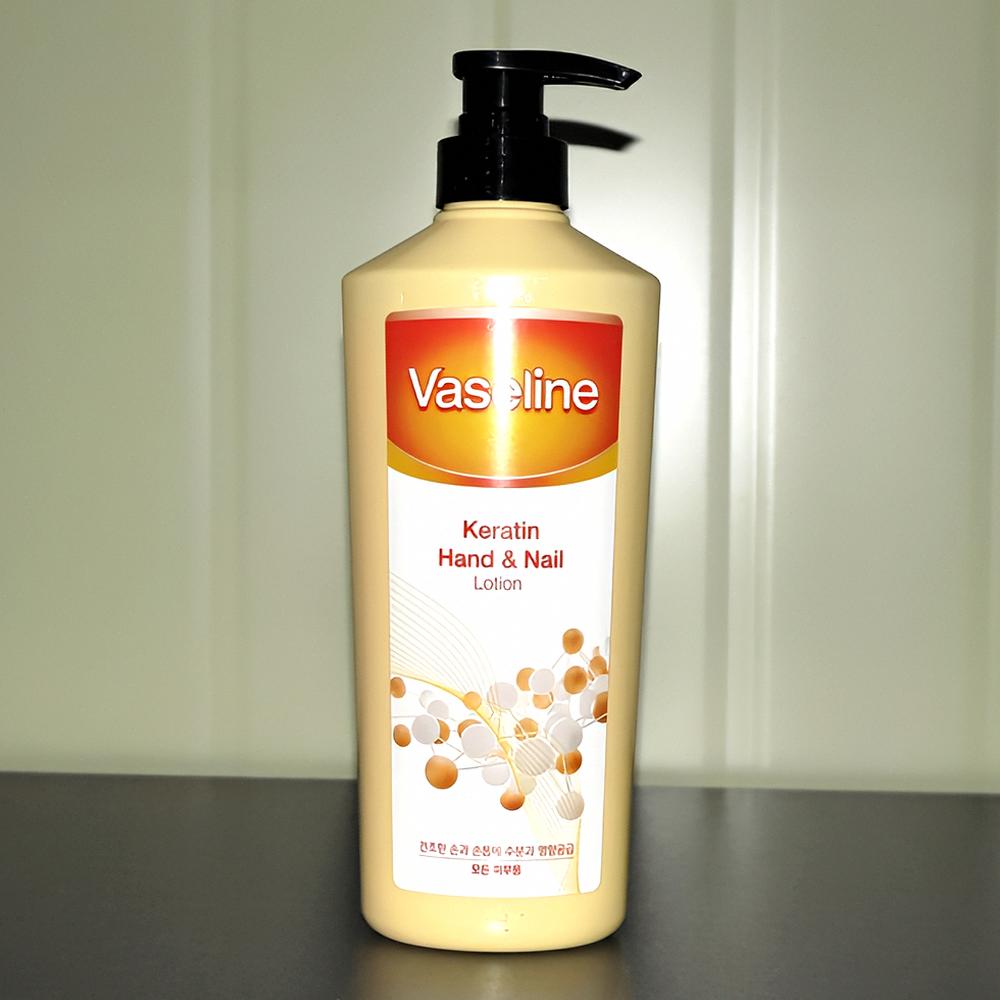 Vaseline
Keratin
Hand & Nail
Lotion
건조한 손과 손톱에 수분과 영양공급
모든 피부용